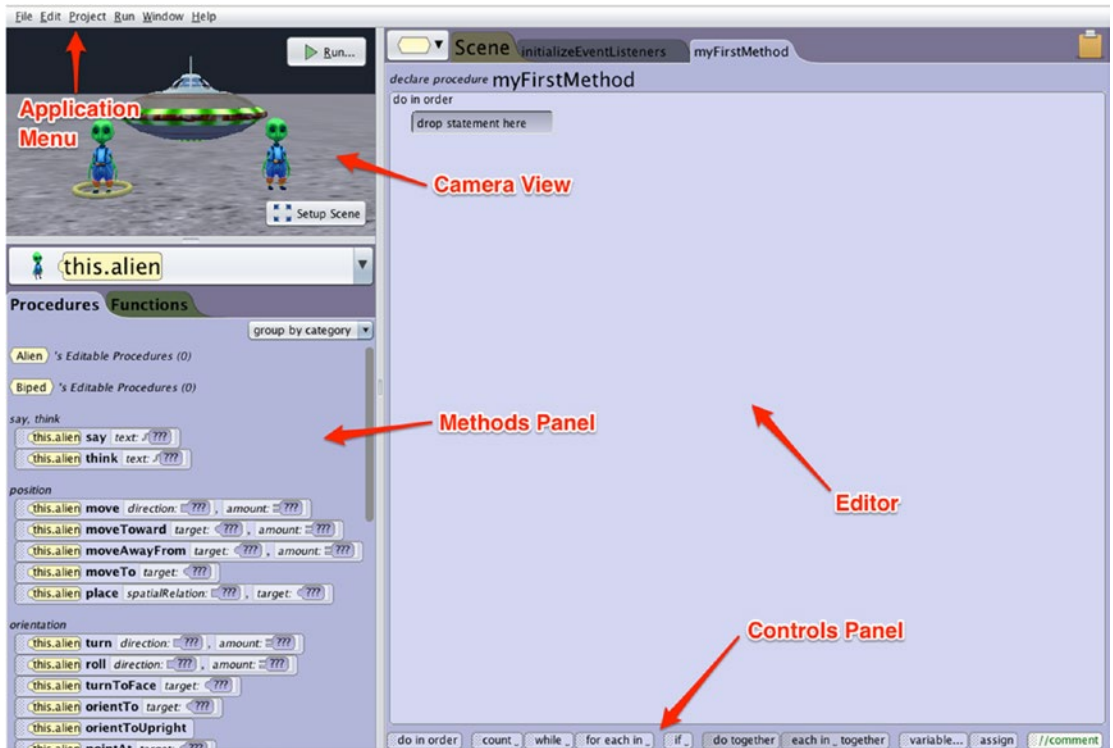 File Edit Project Run Window Help
Run...
Application
Menu
Camera View
Setup Scene
this.alien
Procedures Functions
group by category
Alien 's Editable Procedures (0)
Biped 's Editable Procedures (0)
say, think
this.alien say text: ???
this.alien think text: ???
position
this.alien move direction: ??? , amount: ???
this.alien moveToward target: ??? , amount: ???
this.alien moveAwayFrom target: ??? , amount: ???
this.alien moveTo target: ???
this.alien place spatialRelation: ??? , target: ???
orientation
this.alien turn direction: ??? , amount: ???
this.alien roll direction: ??? , amount: ???
this.alien turnToFace target: ???
this.alien orientTo target: ???
this.alien orientToUpright
this.alien pointAt target: ???
Methods Panel
Scene initializeEventListeners myFirstMethod
declare procedure myFirstMethod
do in order
drop statement here
Editor
Controls Panel
do in order count _ while _ for each in _ if _ do together each in _ together variable... assign //comment